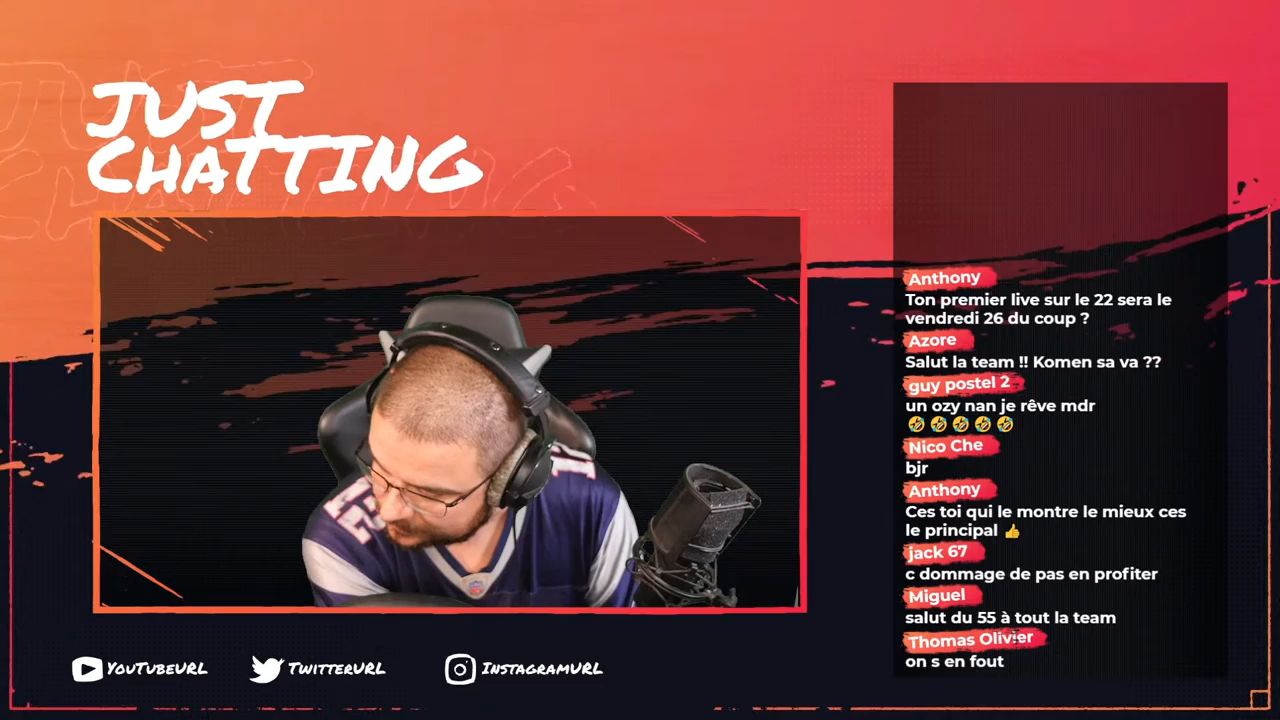 JUST
CHATTING
Anthony
Ton premier live sur le 22 sera le
vendredi 26 du coup ?
Azore
Salut la team !! Komen sa va ??
guy postel 2
un ozy nan je rêve mdr
🤣 🤣 🤣 🤣 🤣
Nico Che
bjr
Anthony
Ces toi qui le montre le mieux ces
le principal 👍
jack 67
c dommage de pas en profiter
Miguel
salut du 55 à tout la team
Thomas Olivier
on s en fout
12
YouTubeURL
TwitterURL
InstagramURL